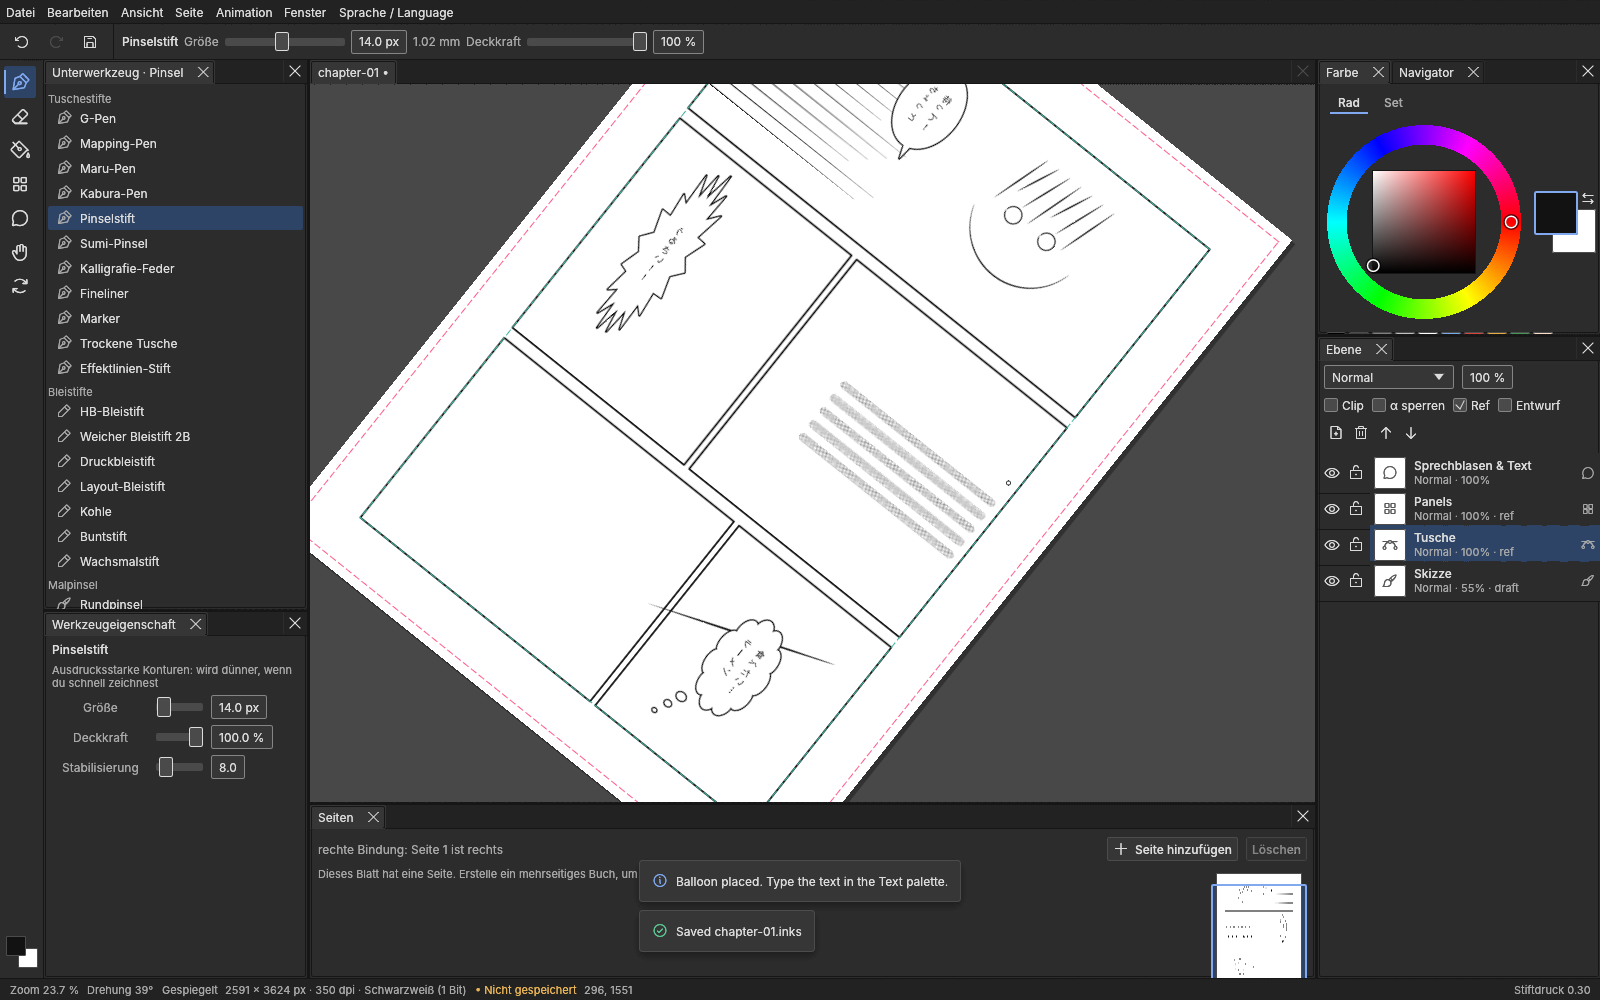 Datei Bearbeiten Ansicht Seite Animation Fenster Sprache / Language
Pinselstift Größe 14.0 px 1.02 mm Deckkraft 100 %
Unterwerkzeug · Pinsel
Tuschestifte
G-Pen
Mapping-Pen
Maru-Pen
Kabura-Pen
Pinselstift
Sumi-Pinsel
Kalligrafie-Feder
Fineliner
Marker
Trockene Tusche
Effektlinien-Stift
Bleistifte
HB-Bleistift
Weicher Bleistift 2B
Druckbleistift
Layout-Bleistift
Kohle
Buntstift
Wachsmalstift
Malpinsel
Rundpinsel
Werkzeugeigenschaft
Pinselstift
Ausdrucksstarke Konturen: wird dünner, wenn
du schnell zeichnest
Größe 14.0 px
Deckkraft 100.0 %
Stabilisierung 8.0
chapter-01 •
Seiten
rechte Bindung: Seite 1 ist rechts
Seite hinzufügen Löschen
Dieses Blatt hat eine Seite. Erstelle ein mehrseitiges Buch, um
Balloon placed. Type the text in the Text palette.
Saved chapter-01.inks
Farbe Navigator
Rad Set
Ebene
Normal 100 %
Clip α sperren Ref Entwurf
Sprechblasen & Text
Normal · 100%
Panels
Normal · 100% · ref
Tusche
Normal · 100% · ref
Skizze
Normal · 55% · draft
Zoom 23.7 % Drehung 39° Gespiegelt 2591 × 3624 px · 350 dpi · Schwarzweiß (1 Bit) • Nicht gespeichert 296, 1551
Stiftdruck 0.30